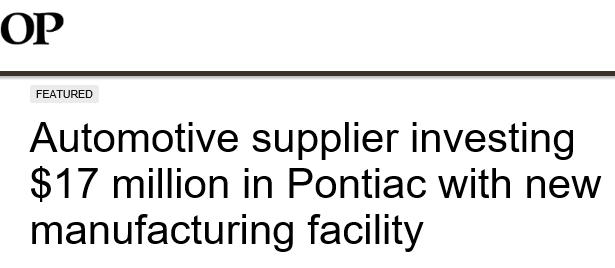 OP
FEATURED
Automotive supplier investing
$17 million in Pontiac with new
manufacturing facility